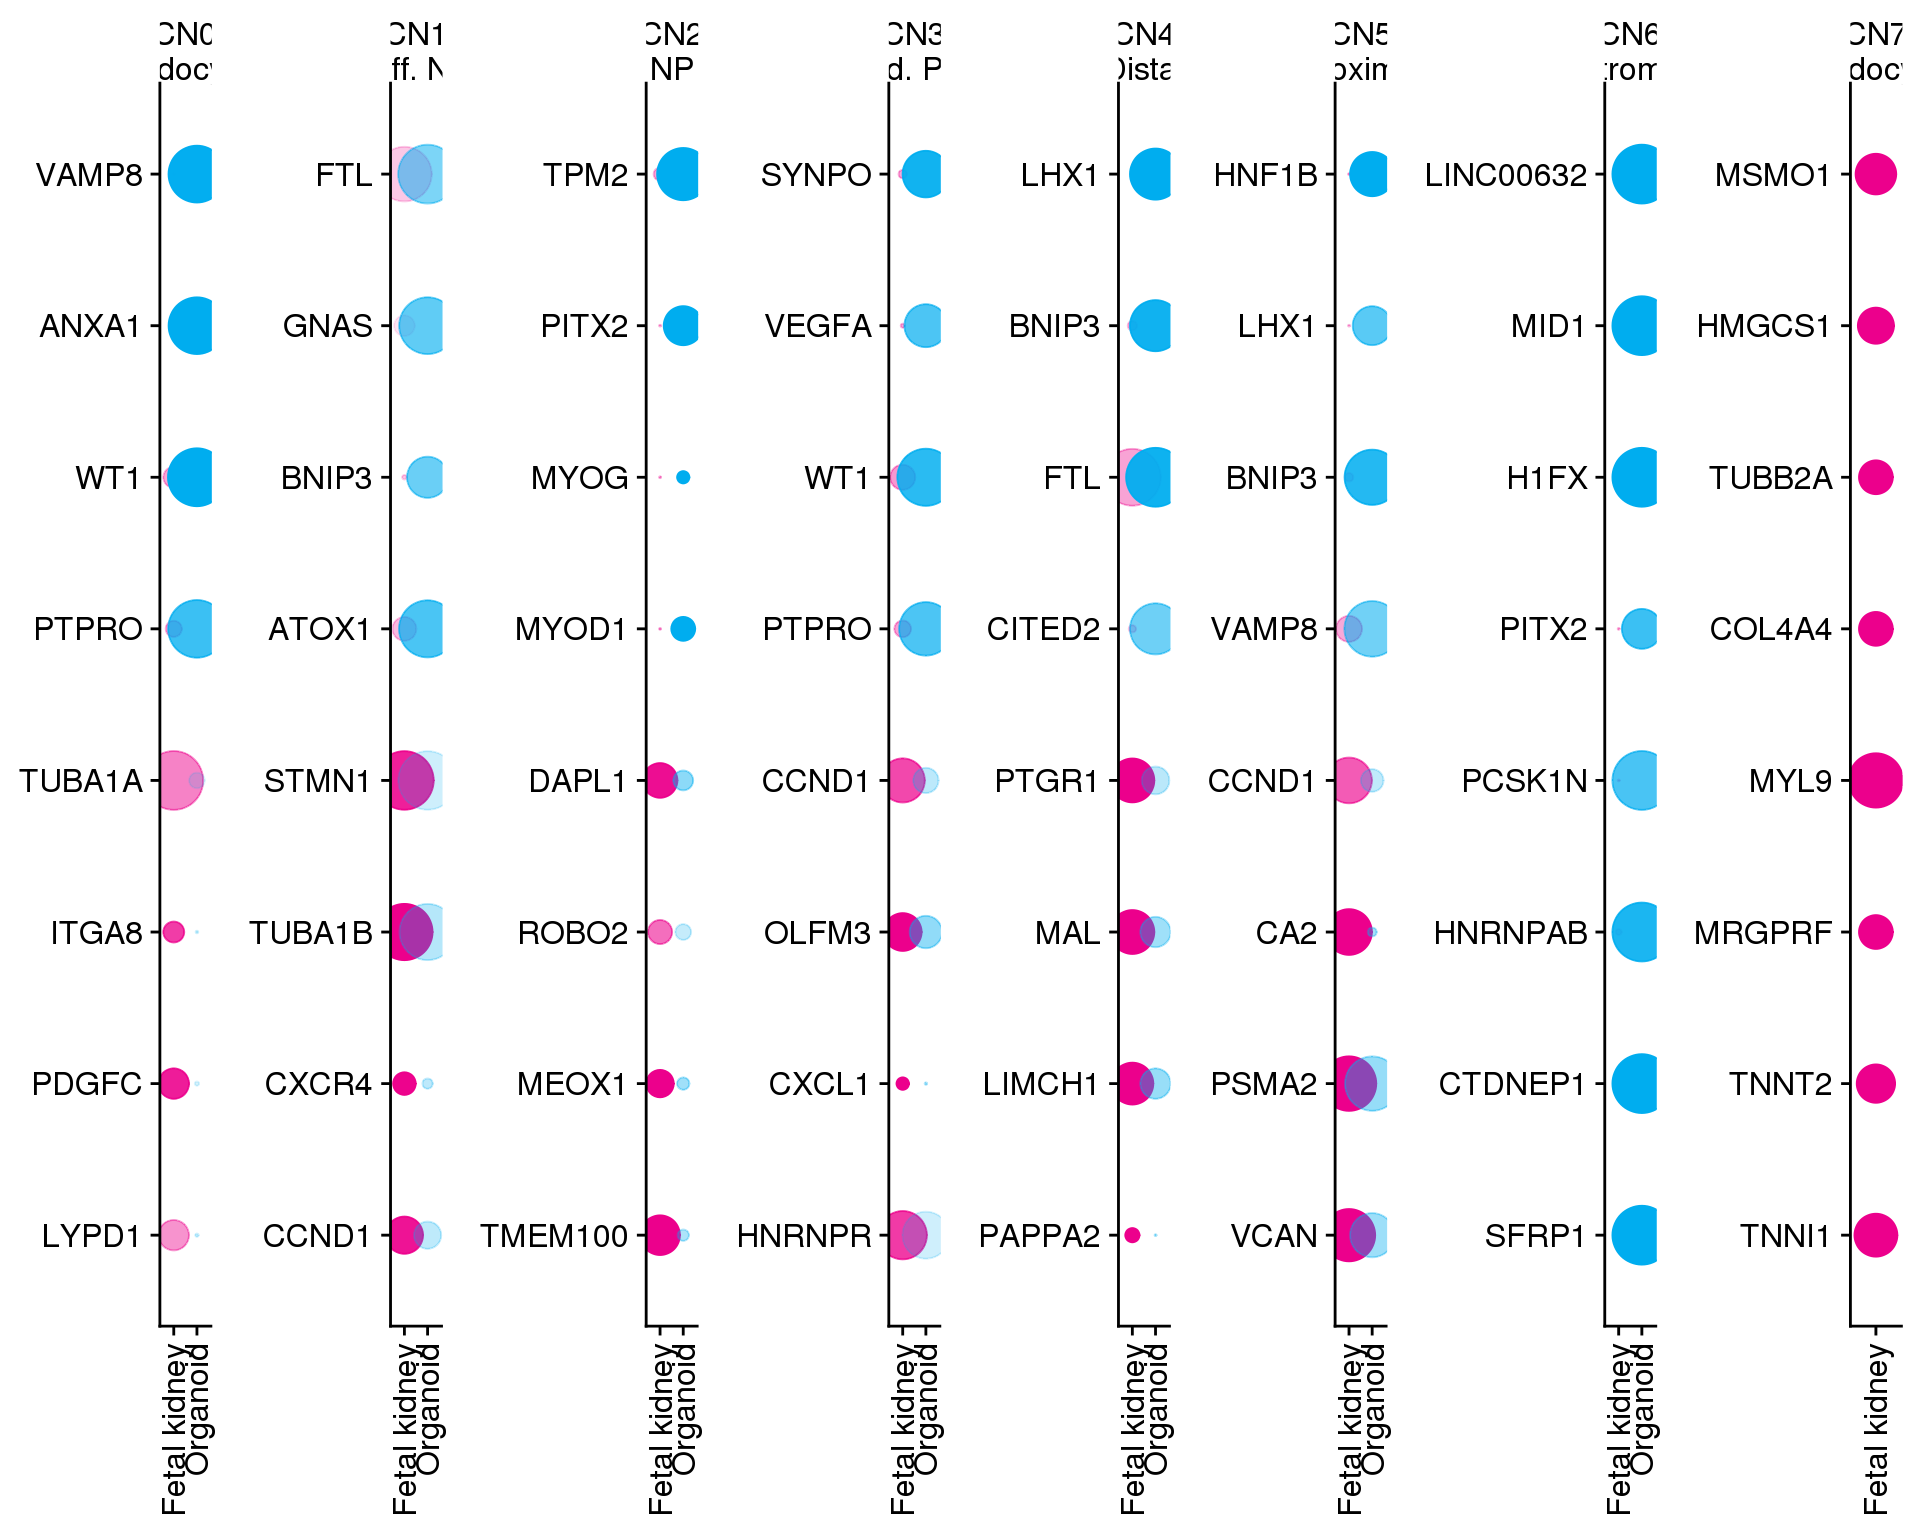 CN0
docy
VAMP8
ANXA1
WT1
PTPRO
TUBA1A
ITGA8
PDGFC
LYPD1
Fetal kidney
Organoid
CN1
ff. N
FTL
GNAS
BNIP3
ATOX1
STMN1
TUBA1B
CXCR4
CCND1
Fetal kidney
Organoid
CN2
NP
TPM2
PITX2
MYOG
MYOD1
DAPL1
ROBO2
MEOX1
TMEM100
Fetal kidney
Organoid
CN3
d. P
SYNPO
VEGFA
WT1
PTPRO
CCND1
OLFM3
CXCL1
HNRNPR
Fetal kidney
Organoid
CN4
Dista
LHX1
BNIP3
FTL
CITED2
PTGR1
MAL
LIMCH1
PAPPA2
Fetal kidney
Organoid
CN5
oxim
HNF1B
LHX1
BNIP3
VAMP8
CCND1
CA2
PSMA2
VCAN
Fetal kidney
Organoid
CN6
trom
LINC00632
MID1
H1FX
PITX2
PCSK1N
HNRNPAB
CTDNEP1
SFRP1
Fetal kidney
Organoid
CN7
docy
MSMO1
HMGCS1
TUBB2A
COL4A4
MYL9
MRGPRF
TNNT2
TNNI1
Fetal kidney